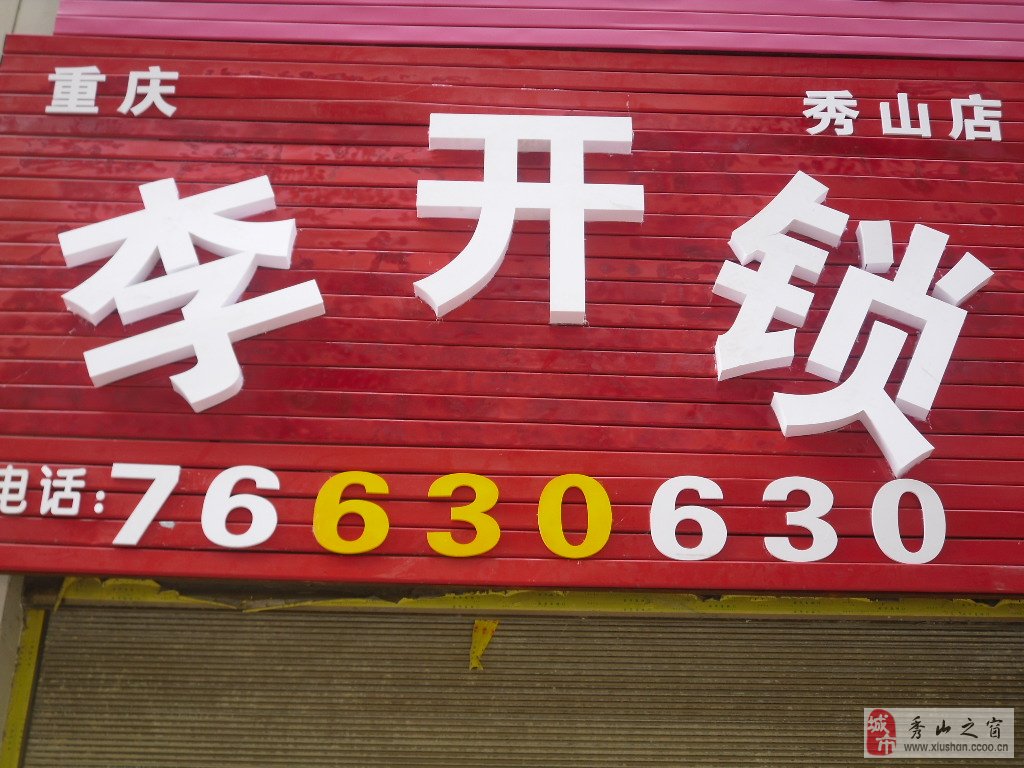 重庆
秀山店
李开锁
电话:76630630
城市
秀山之窗
www.xiushan.ccoo.cn